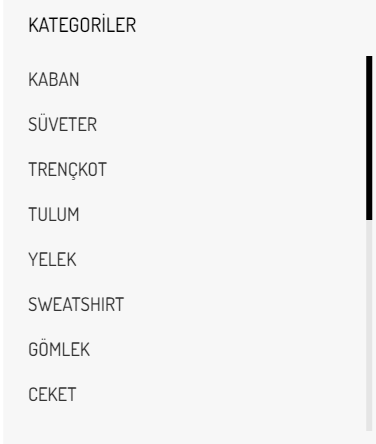 KATEGORİLER
KABAN
SÜVETER
TRENÇKOT
TULUM
YELEK
SWEATSHIRT
GÖMLEK
CEKET